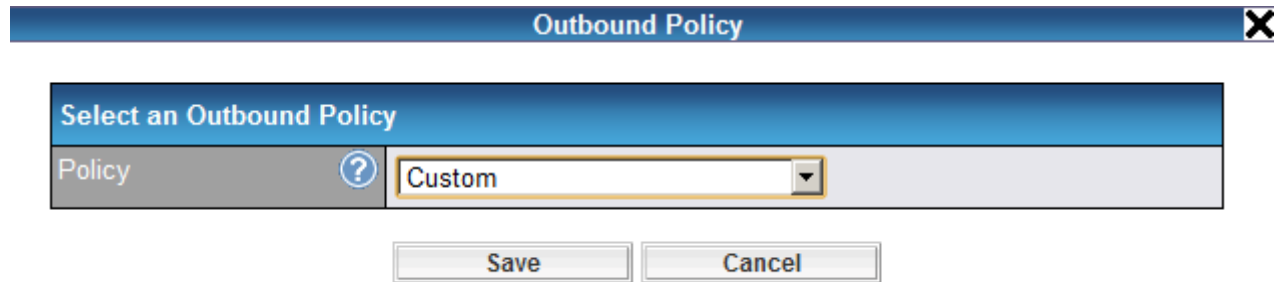 Outbound Policy
Select an Outbound Policy
Policy ? Custom
Save Cancel